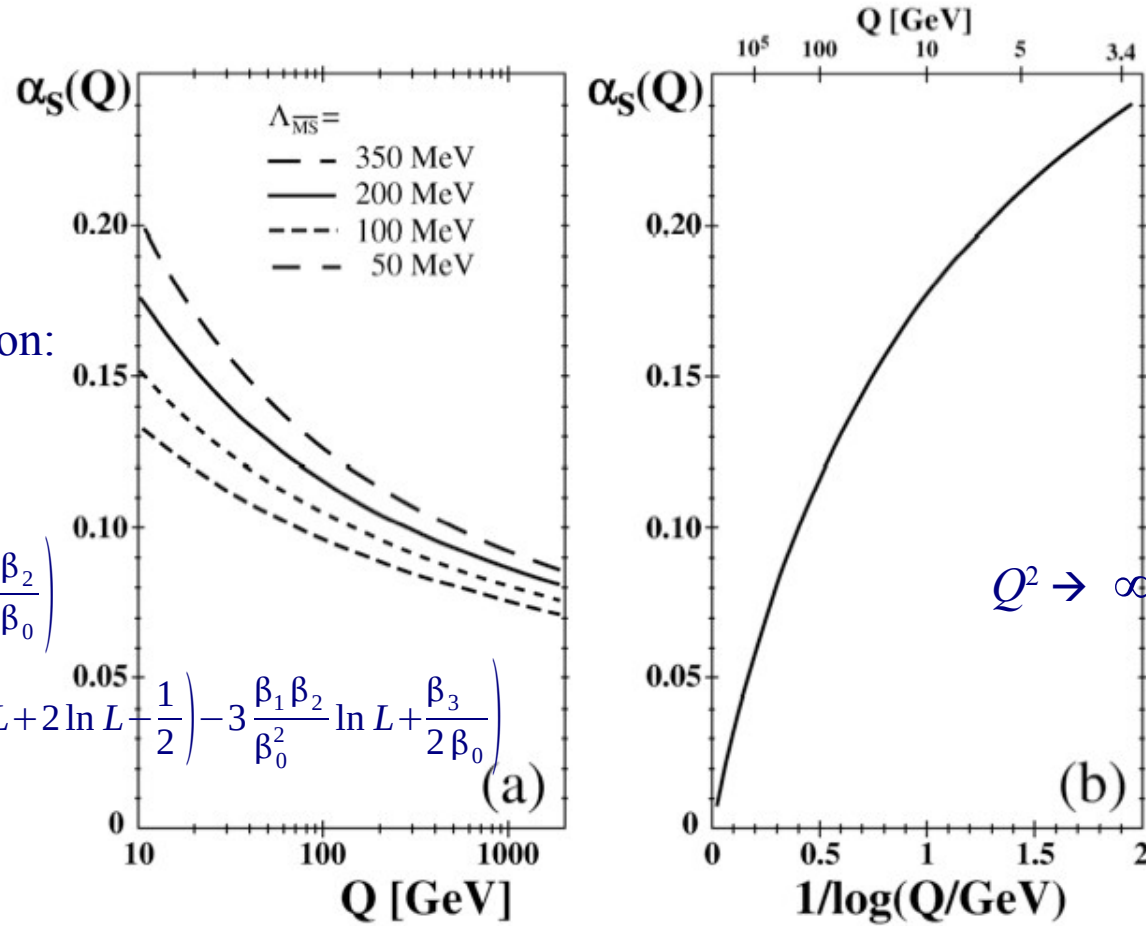 Q [GeV]
10⁵ 100 10 5 3.4
αs(Q)
αs(Q)
Λ_MS̅=
350 MeV
200 MeV
100 MeV
50 MeV
0.20
0.20
on:
0.15
0.15
0.10
0.10
β₂
β₀ )
Q² → ∞
0.05
0.05
L+2 ln L−1/2)−3 β₁β₂/β₀² ln L+β₃/2β₀)
(a)
(b)
0
0
10 100 1000
0 0.5 1 1.5 2
Q [GeV]
1/log(Q/GeV)